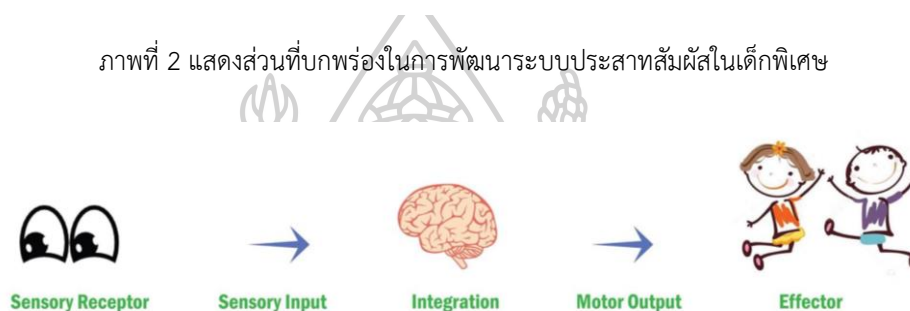 ภาพที่ 2 แสดงส่วนที่บกพร่องในการพัฒนาระบบประสาทสัมผัสในเด็กพิเศษ
Sensory Receptor Sensory Input Integration Motor Output Effector